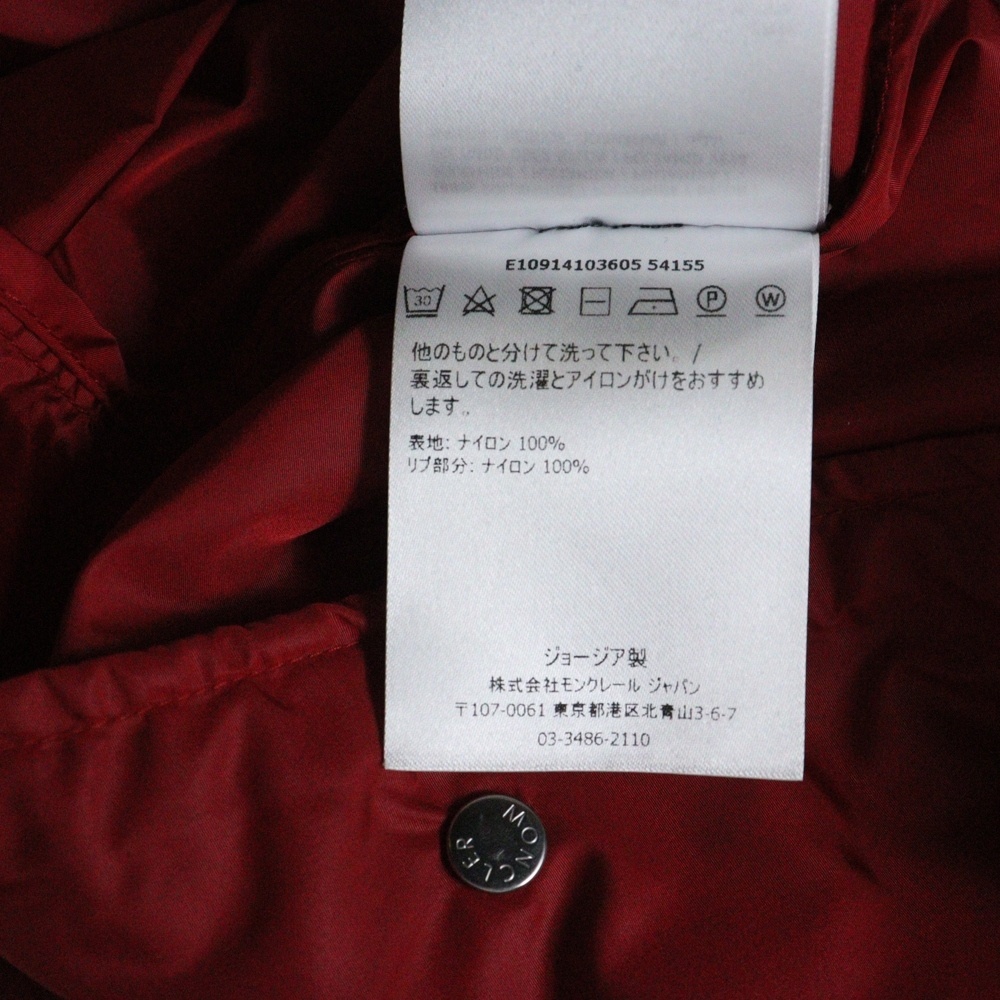 E10914103605 54155
30
P
W
他のものと分けて洗って下さい。/
裏返しての洗濯とアイロンがけをおすすめ
します。
表地: ナイロン 100%
リブ部分: ナイロン 100%
ジョージア製
株式会社モンクレール ジャパン
〒107-0061 東京都港区北青山3-6-7
03-3486-2110
MONCLER